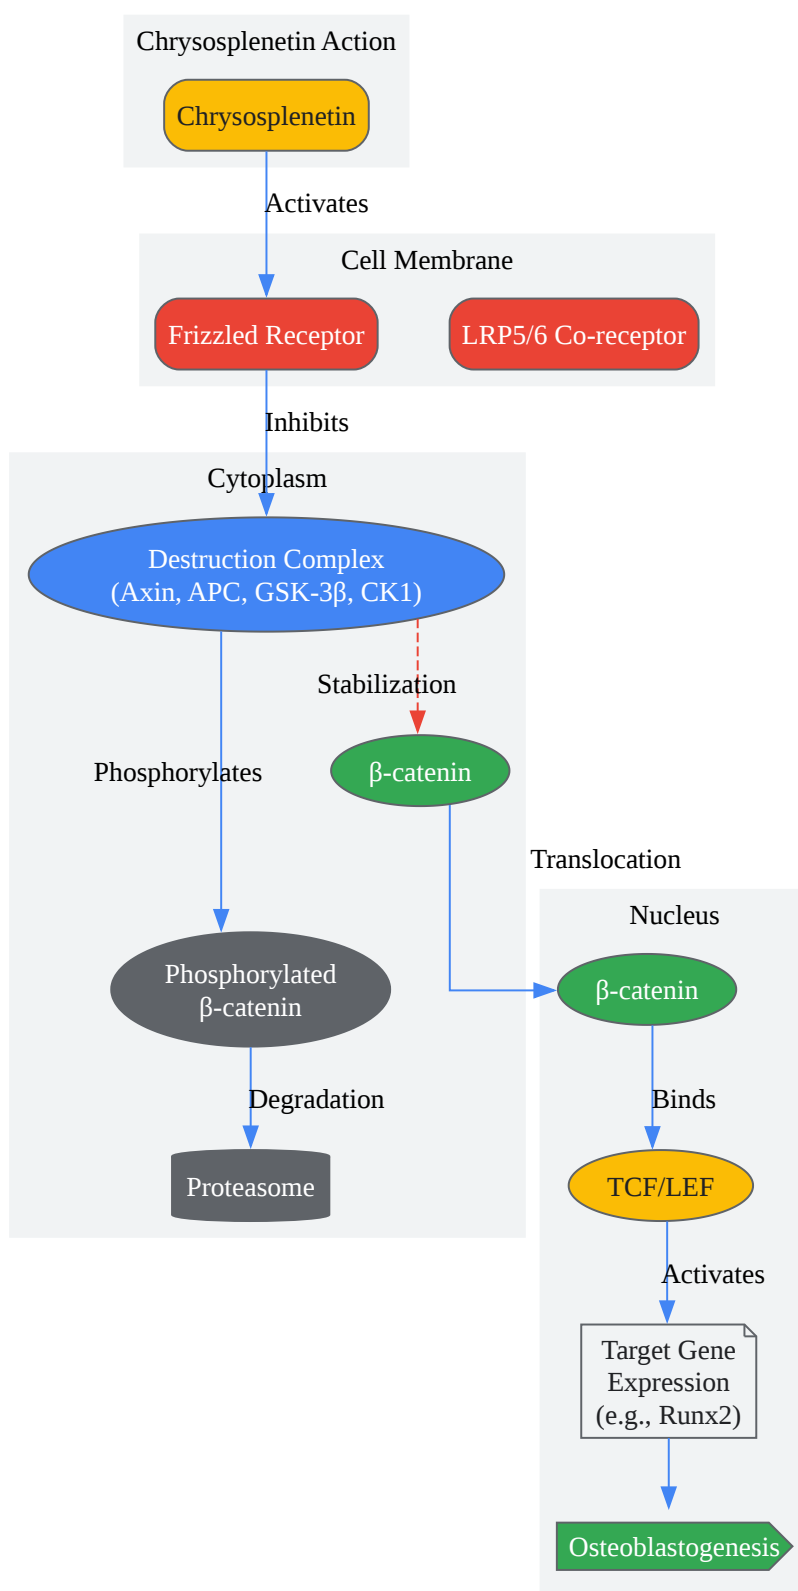 Chrysosplenetin Action
Chrysosplenetin
Activates
Cell Membrane
Frizzled Receptor
LRP5/6 Co-receptor
Inhibits
Cytoplasm
Destruction Complex
(Axin, APC, GSK-3β, CK1)
Stabilization
Phosphorylates
β-catenin
Translocation
Nucleus
Phosphorylated
β-catenin
β-catenin
Degradation
Binds
Proteasome
TCF/LEF
Activates
Target Gene
Expression
(e.g., Runx2)
Osteoblastogenesis